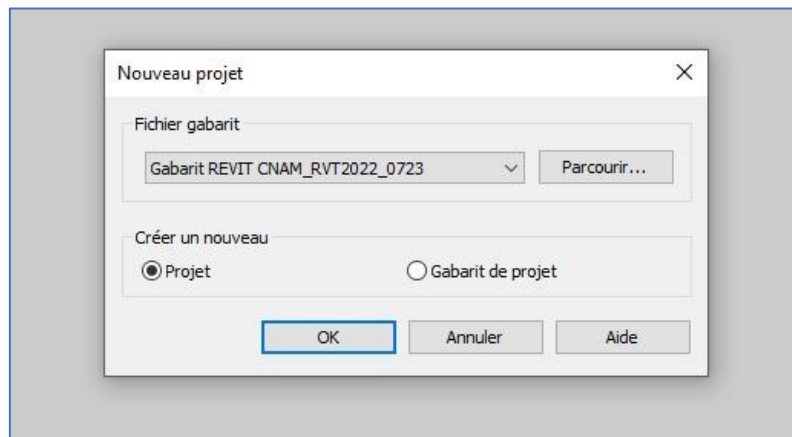 Nouveau projet
Fichier gabarit
Gabarit REVIT CNAM_RVT2022_0723
Parcourir...
Créer un nouveau
Projet
Gabarit de projet
OK
Annuler
Aide